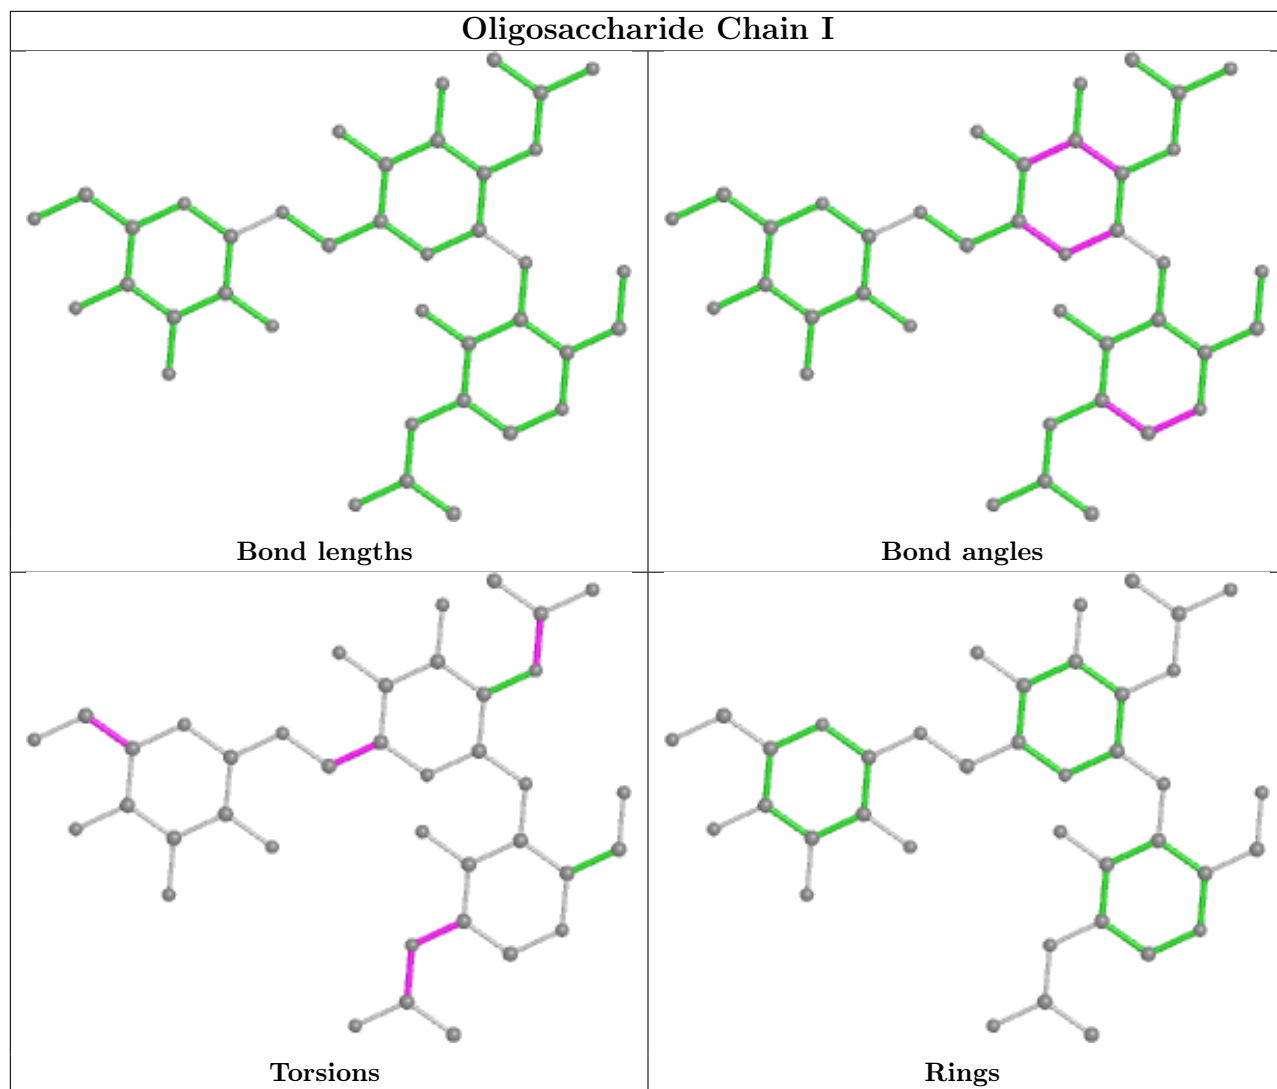 Oligosaccharide Chain I
Bond lengths
Bond angles
Torsions
Rings